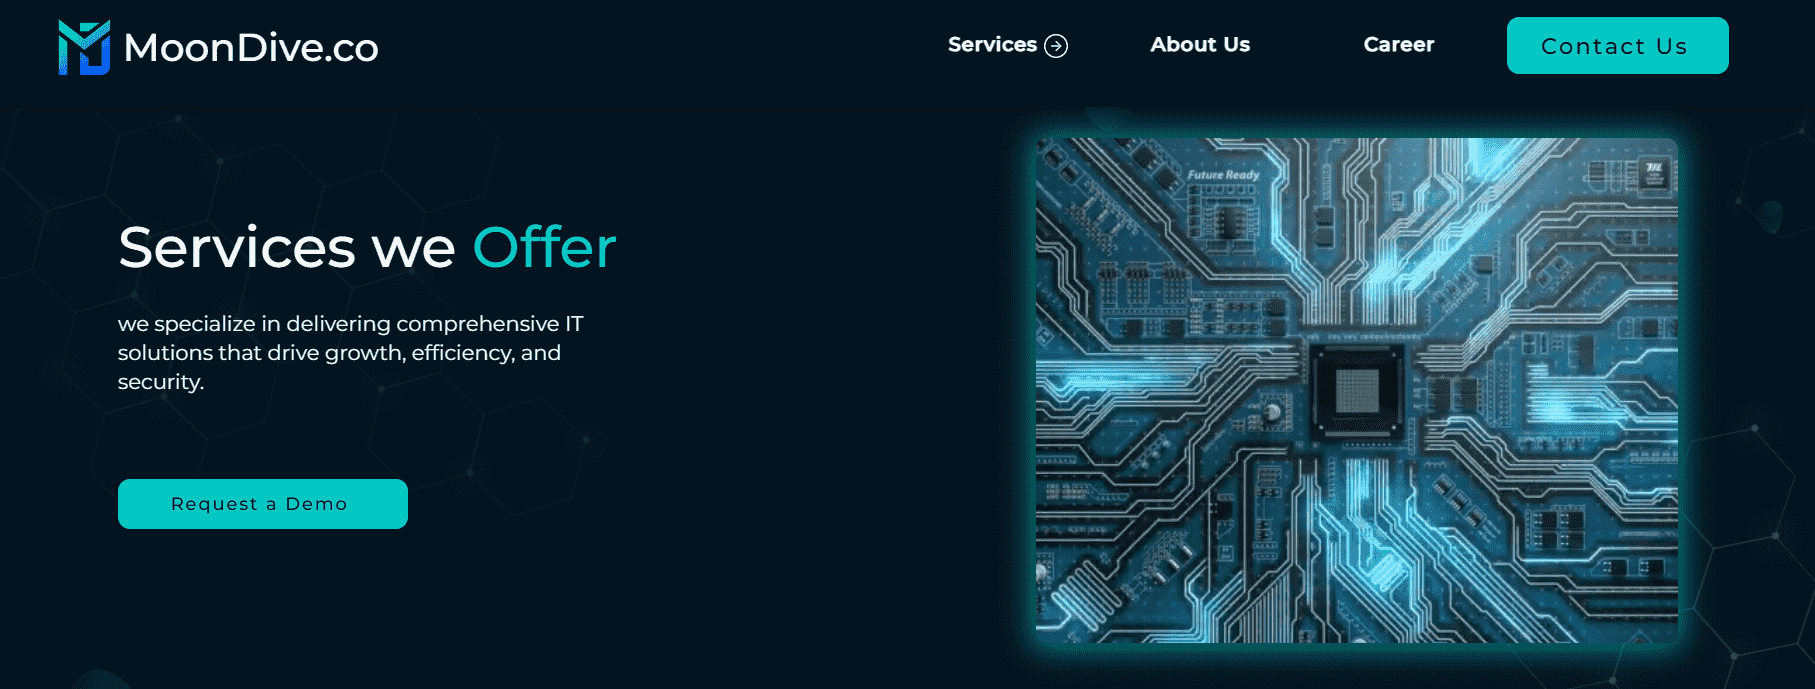 MoonDive.co
Services
About Us
Career
Contact Us
Services we Offer
we specialize in delivering comprehensive IT
solutions that drive growth, efficiency, and
security.
Request a Demo
Future Ready